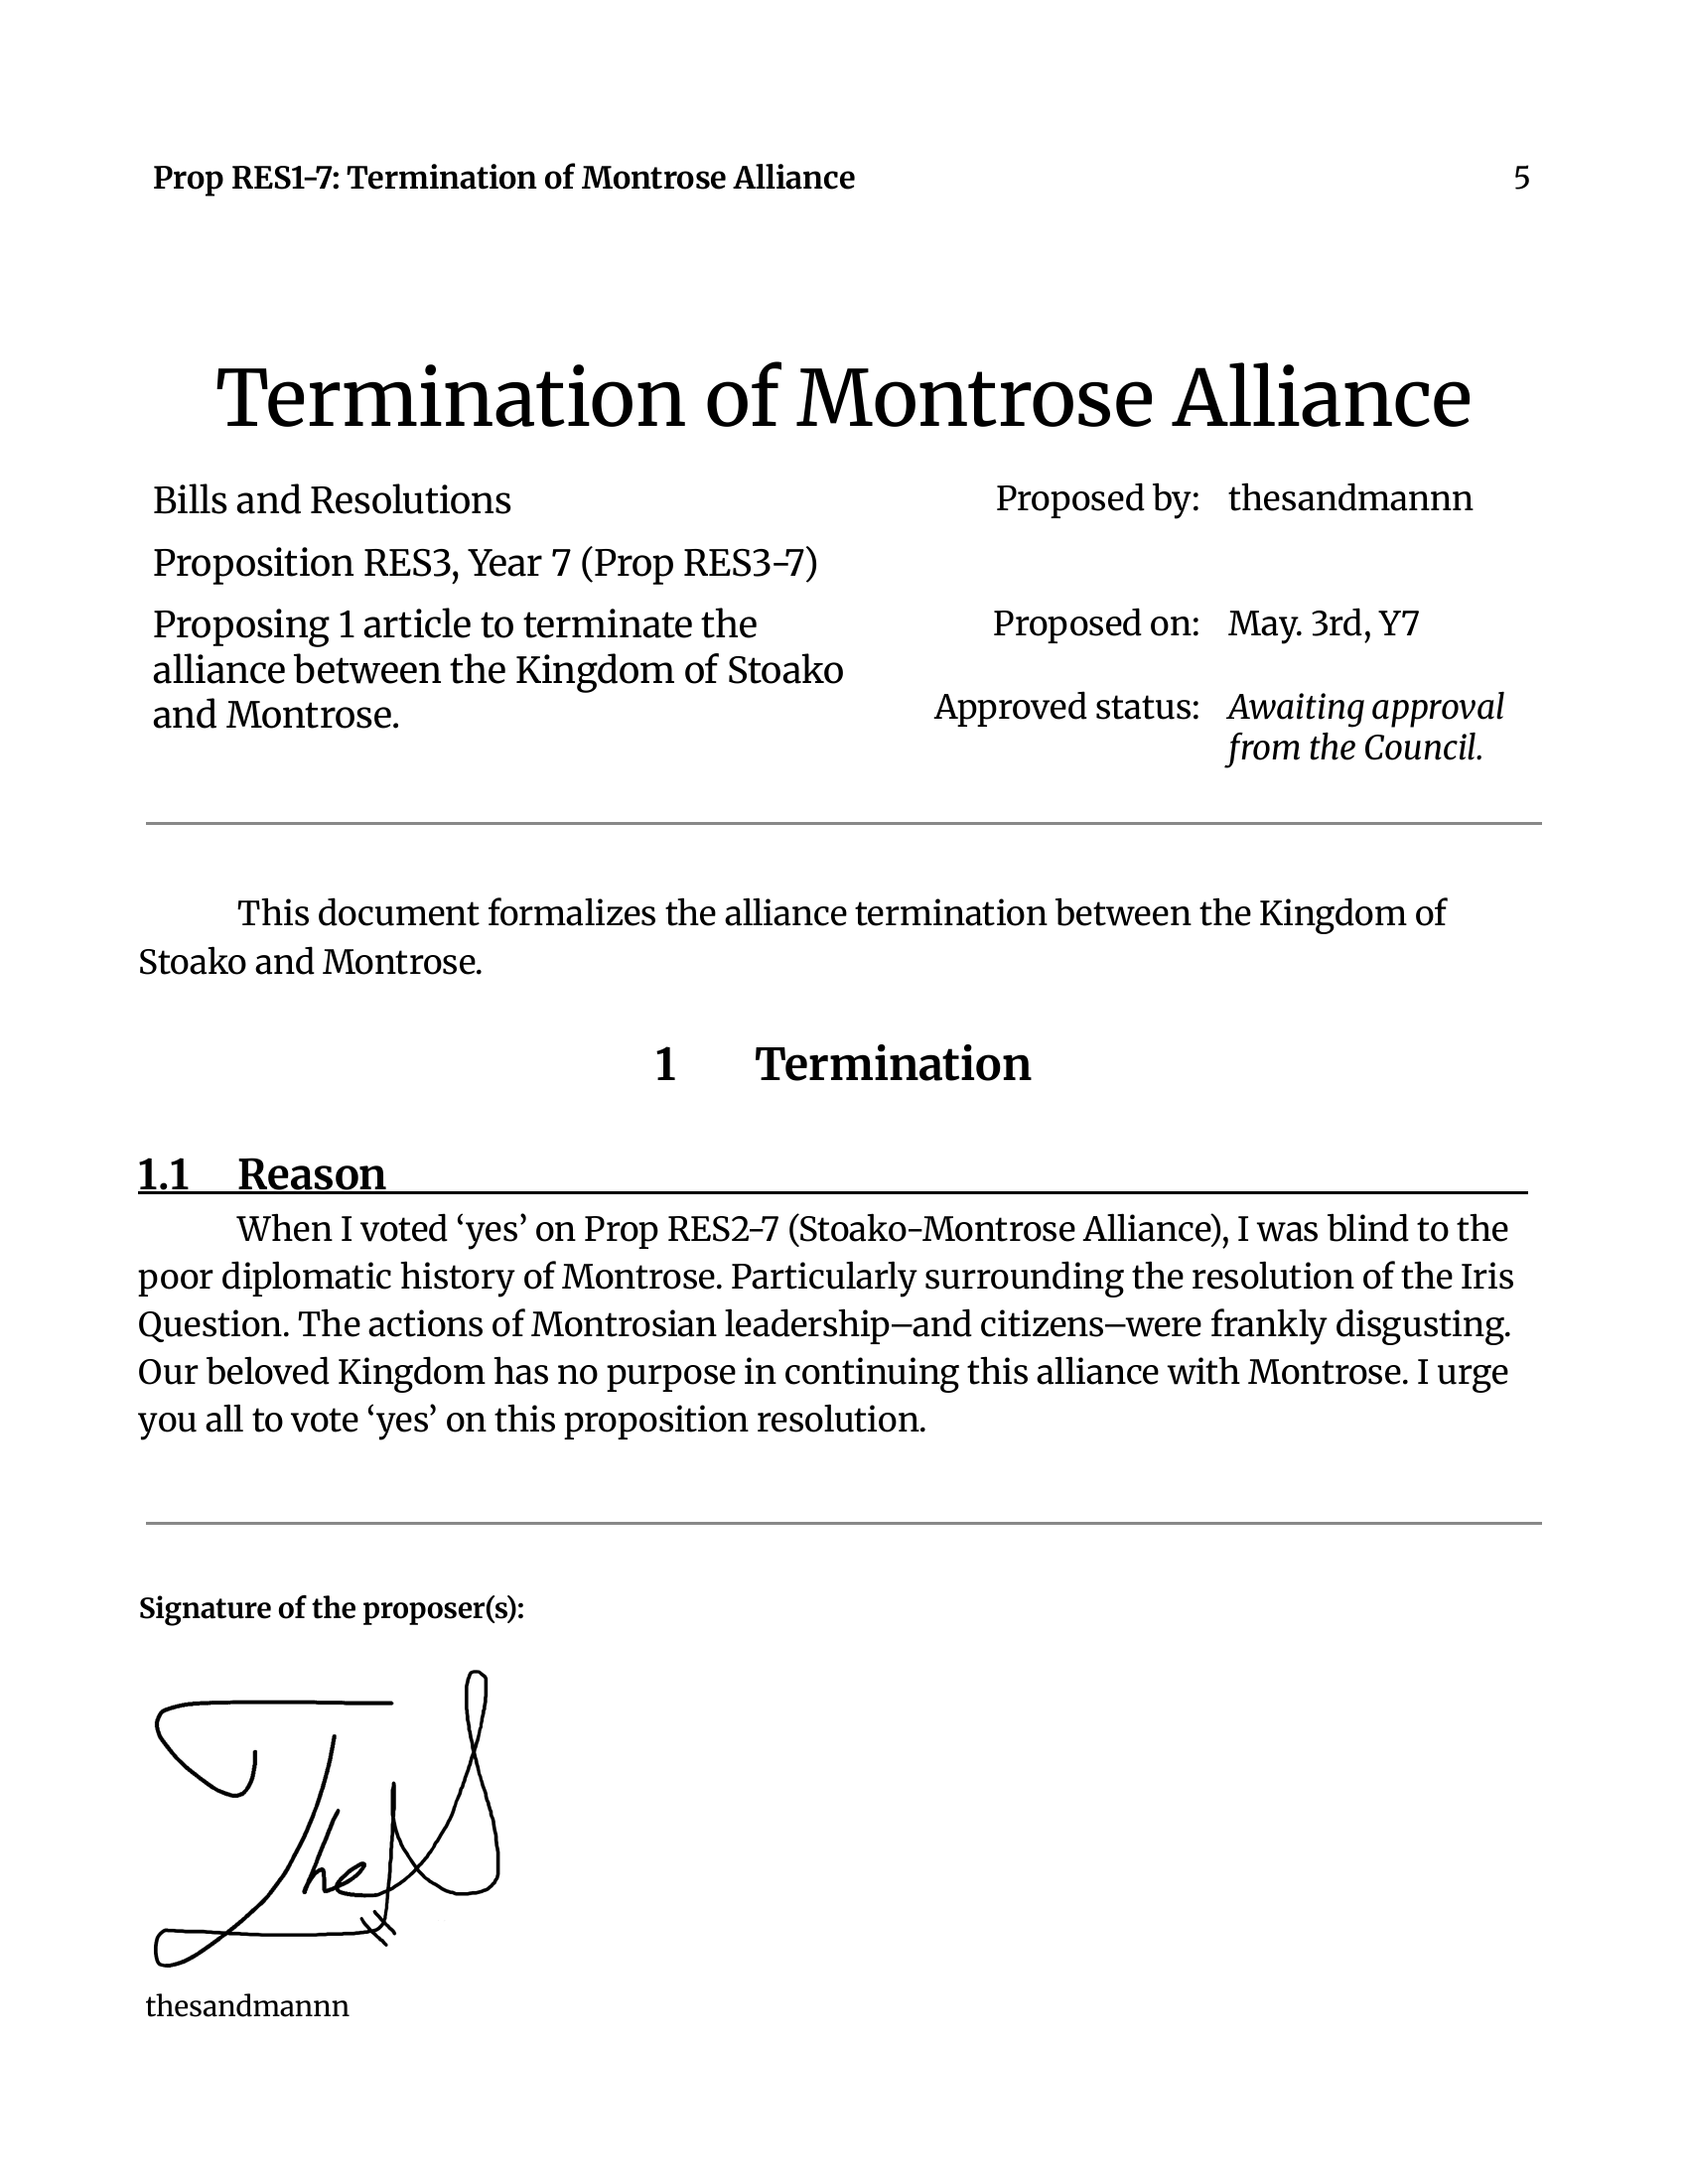 Prop RES1-7: Termination of Montrose Alliance 5
Termination of Montrose Alliance
Bills and Resolutions
Proposition RES3, Year 7 (Prop RES3-7)
Proposing 1 article to terminate the
alliance between the Kingdom of Stoako
and Montrose.
Proposed by: thesandmannn
Proposed on: May. 3rd, Y7
Approved status: Awaiting approval
from the Council.
This document formalizes the alliance termination between the Kingdom of
Stoako and Montrose.
1 Termination
1.1 Reason
When I voted ‘yes’ on Prop RES2-7 (Stoako-Montrose Alliance), I was blind to the
poor diplomatic history of Montrose. Particularly surrounding the resolution of the Iris
Question. The actions of Montrosian leadership—and citizens—were frankly disgusting.
Our beloved Kingdom has no purpose in continuing this alliance with Montrose. I urge
you all to vote ‘yes’ on this proposition resolution.
Signature of the proposer(s):
TheS
thesandmannn